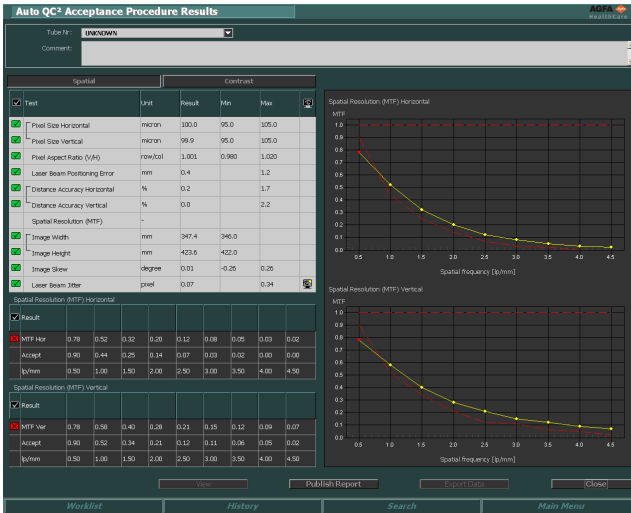 Auto QC² Acceptance Procedure Results
AGFA
HealthCare
Tube Nr: UNKNOWN
Comment:
Spatial Contrast
Test Unit Result Min Max
Pixel Size Horizontal micron 100.0 95.0 105.0
Pixel Size Vertical micron 99.9 95.0 105.0
Pixel Aspect Ratio (V/H) row/col 1.001 0.980 1.020
Laser Beam Positioning Error mm 0.4 1.2
Distance Accuracy Horizontal % 0.2 1.7
Distance Accuracy Vertical % 0.0 2.2
Spatial Resolution (MTF) -
Image Width mm 347.4 346.0
Image Height mm 423.6 422.0
Image Skew degree 0.01 -0.26 0.26
Laser Beam Jitter pixel 0.07 0.34
Spatial Resolution (MTF) Horizontal
Result
MTF Hor 0.78 0.52 0.32 0.20 0.12 0.08 0.05 0.03 0.02
Accept 0.90 0.44 0.25 0.14 0.07 0.03 0.02 0.00 0.00
lp/mm 0.50 1.00 1.50 2.00 2.50 3.00 3.50 4.00 4.50
Spatial Resolution (MTF) Vertical
Result
MTF Ver 0.78 0.58 0.40 0.28 0.21 0.15 0.12 0.09 0.07
Accept 0.90 0.52 0.34 0.21 0.12 0.11 0.06 0.05 0.02
lp/mm 0.50 1.00 1.50 2.00 2.50 3.00 3.50 4.00 4.50
Spatial Resolution (MTF) Horizontal
MTF
1.0
0.9
0.8
0.7
0.6
0.5
0.4
0.3
0.2
0.1
0.0
0.5 1.0 1.5 2.0 2.5 3.0 3.5 4.0 4.5
Spatial frequency [lp/mm]
Spatial Resolution (MTF) Vertical
MTF
1.0
0.9
0.8
0.7
0.6
0.5
0.4
0.3
0.2
0.1
0.0
0.5 1.0 1.5 2.0 2.5 3.0 3.5 4.0 4.5
Spatial frequency [lp/mm]
View Publish Report Export Data Close
Worklist History Search Main Menu